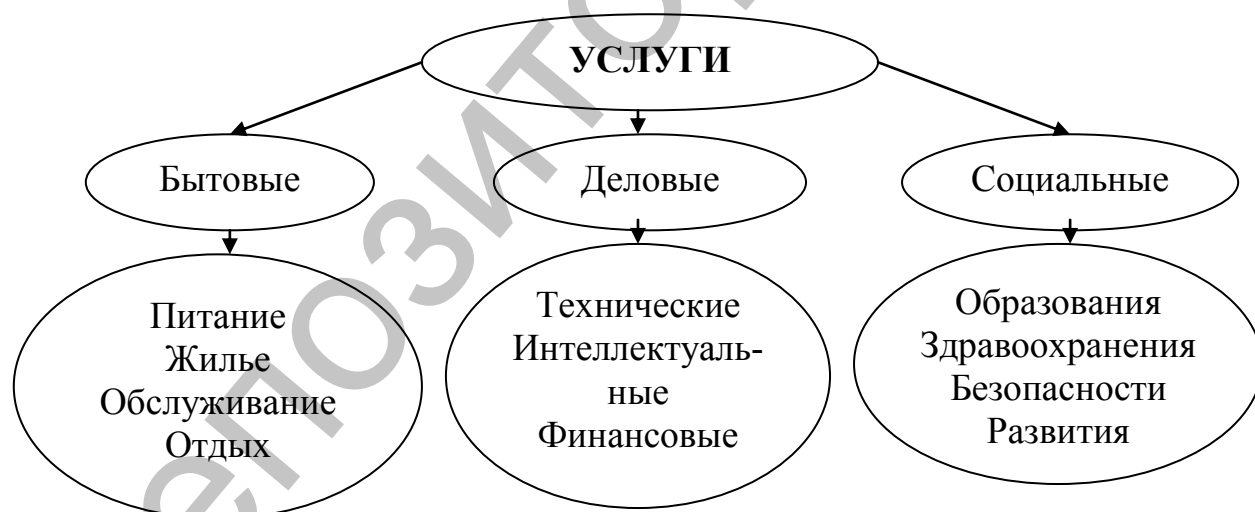 УСЛУГИ
Бытовые
Деловые
Социальные
Питание
Жилье
Обслуживание
Отдых
Технические
Интеллектуаль-
ные
Финансовые
Образования
Здравоохранения
Безопасности
Развития